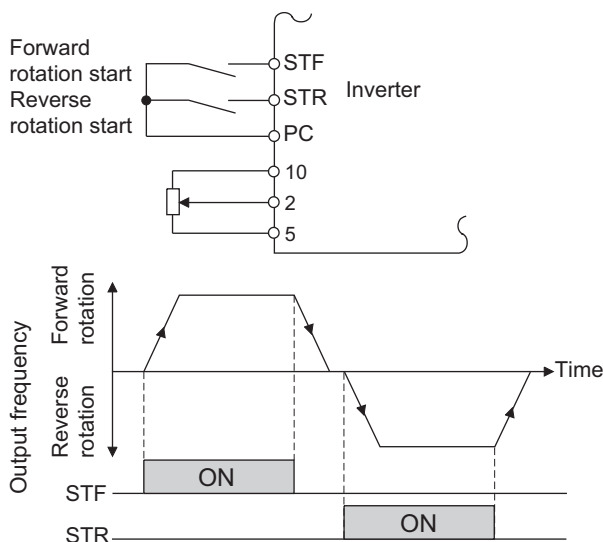 Forward
rotation start
Reverse
rotation start
STF
STR
PC
Inverter
10
2
5
Output frequency
Forward
rotation
Reverse
rotation
Time
ON
STF
ON
STR